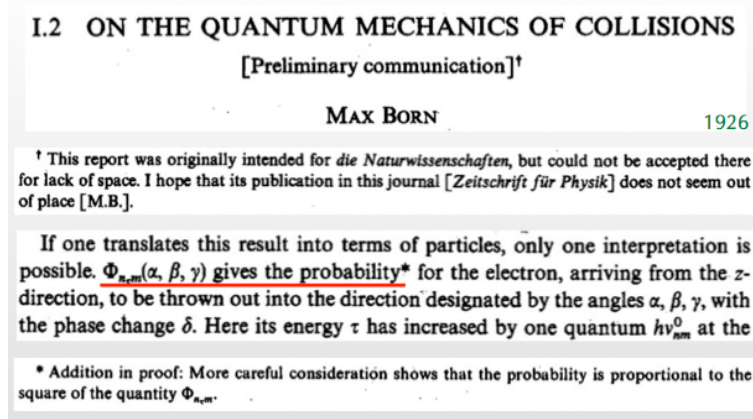 I.2 ON THE QUANTUM MECHANICS OF COLLISIONS
[Preliminary communication]†
MAX BORN
1926
† This report was originally intended for die Naturwissenschaften, but could not be accepted there
for lack of space. I hope that its publication in this journal [Zeitschrift für Physik] does not seem out
of place [M.B.].
If one translates this result into terms of particles, only one interpretation is
possible. Φₙτₘ(α, β, γ) gives the probability* for the electron, arriving from the z-
direction, to be thrown out into the direction designated by the angles α, β, γ, with
the phase change δ. Here its energy τ has increased by one quantum hν⁰ₙₘ at the
* Addition in proof: More careful consideration shows that the probability is proportional to the
square of the quantity Φₙτₘ.